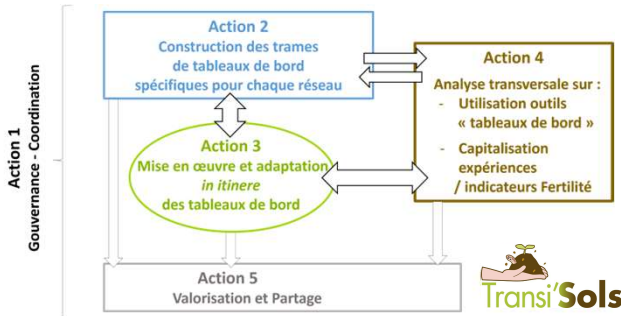 Action 1
Gouvernance - Coordination
Action 2
Construction des trames
de tableaux de bord
spécifiques pour chaque réseau
Action 3
Mise en œuvre et adaptation
in itinere
des tableaux de bord
Action 4
Analyse transversale sur :
- Utilisation outils
« tableaux de bord »
- Capitalisation
expériences
/ indicateurs Fertilité
Action 5
Valorisation et Partage
Transi'Sols